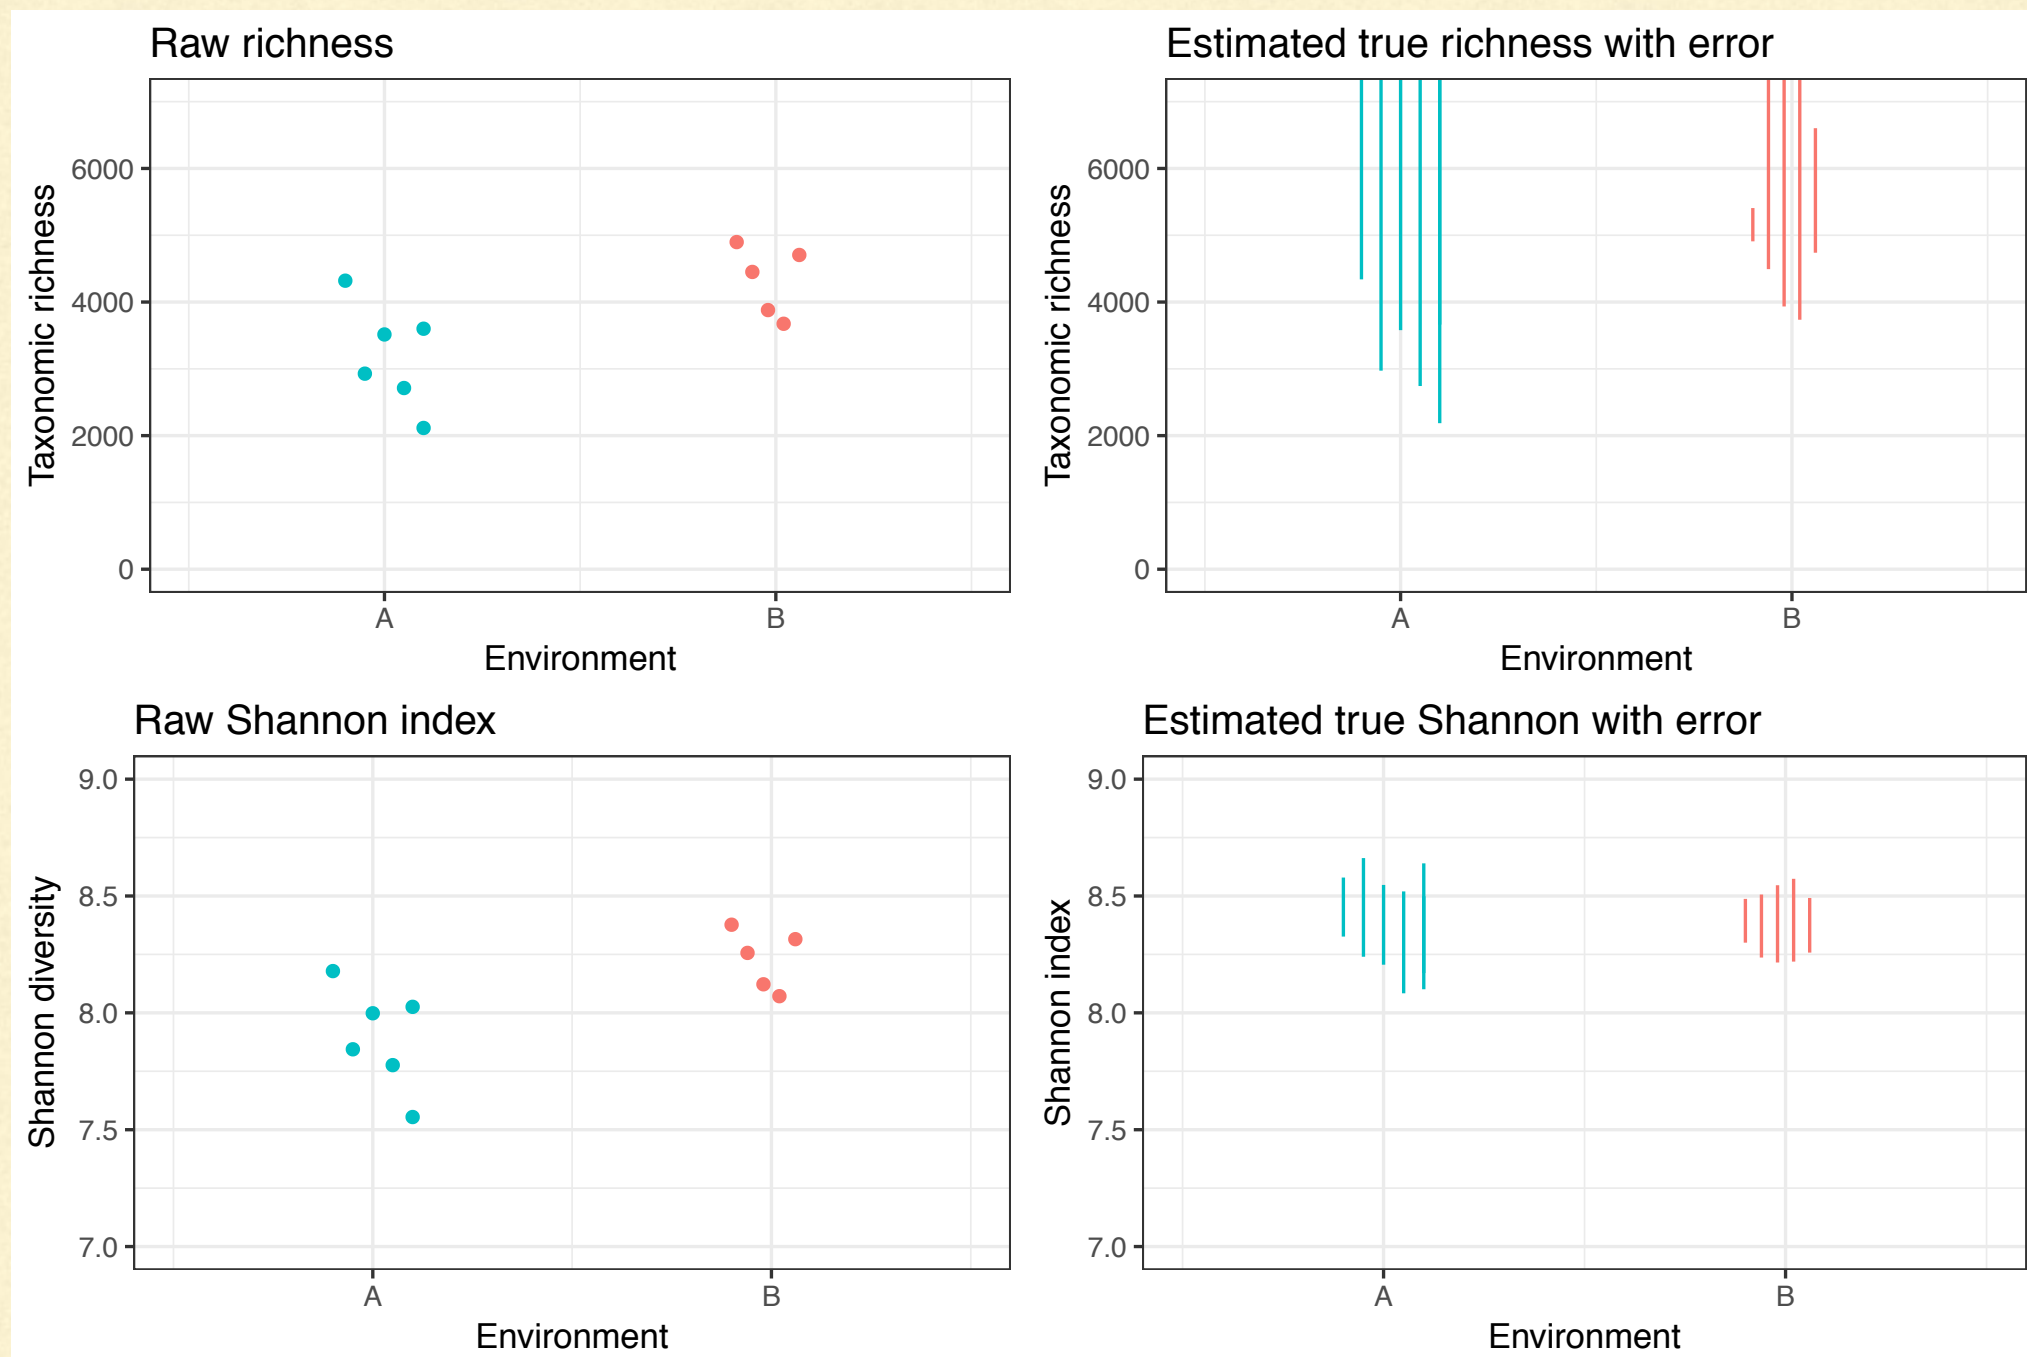 Raw richness
Taxonomic richness
6000
4000
2000
0
A
B
Environment
Estimated true richness with error
Taxonomic richness
6000
4000
2000
0
A
B
Environment
Raw Shannon index
Shannon diversity
9.0
8.5
8.0
7.5
7.0
A
B
Environment
Estimated true Shannon with error
Shannon index
9.0
8.5
8.0
7.5
7.0
A
B
Environment